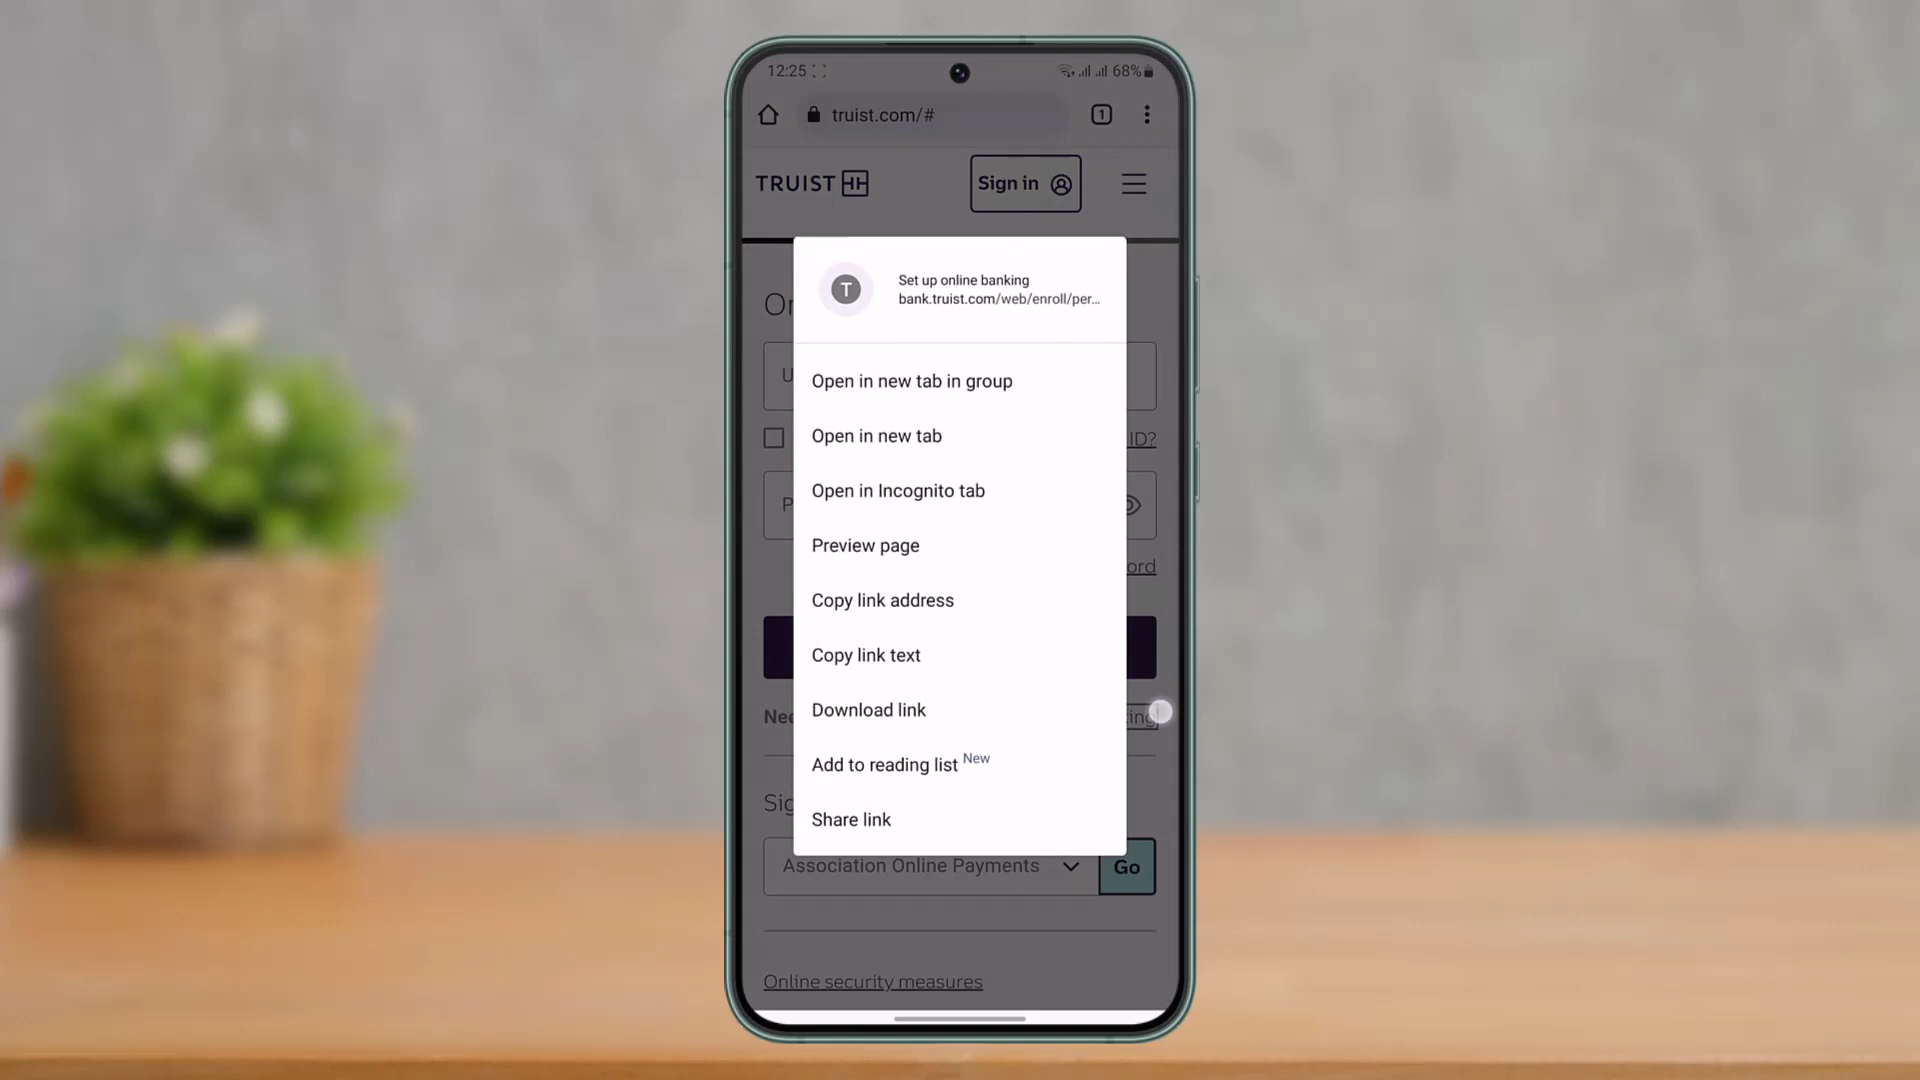 12:25 68%
truist.com/# 1
TRUIST Sign in
T Set up online banking
bank.truist.com/web/enroll/per...
Open in new tab in group
Open in new tab
ID?
Open in Incognito tab
Preview page
Copy link address
Copy link text
Download link
Add to reading list New
Share link
Association Online Payments Go
Online security measures